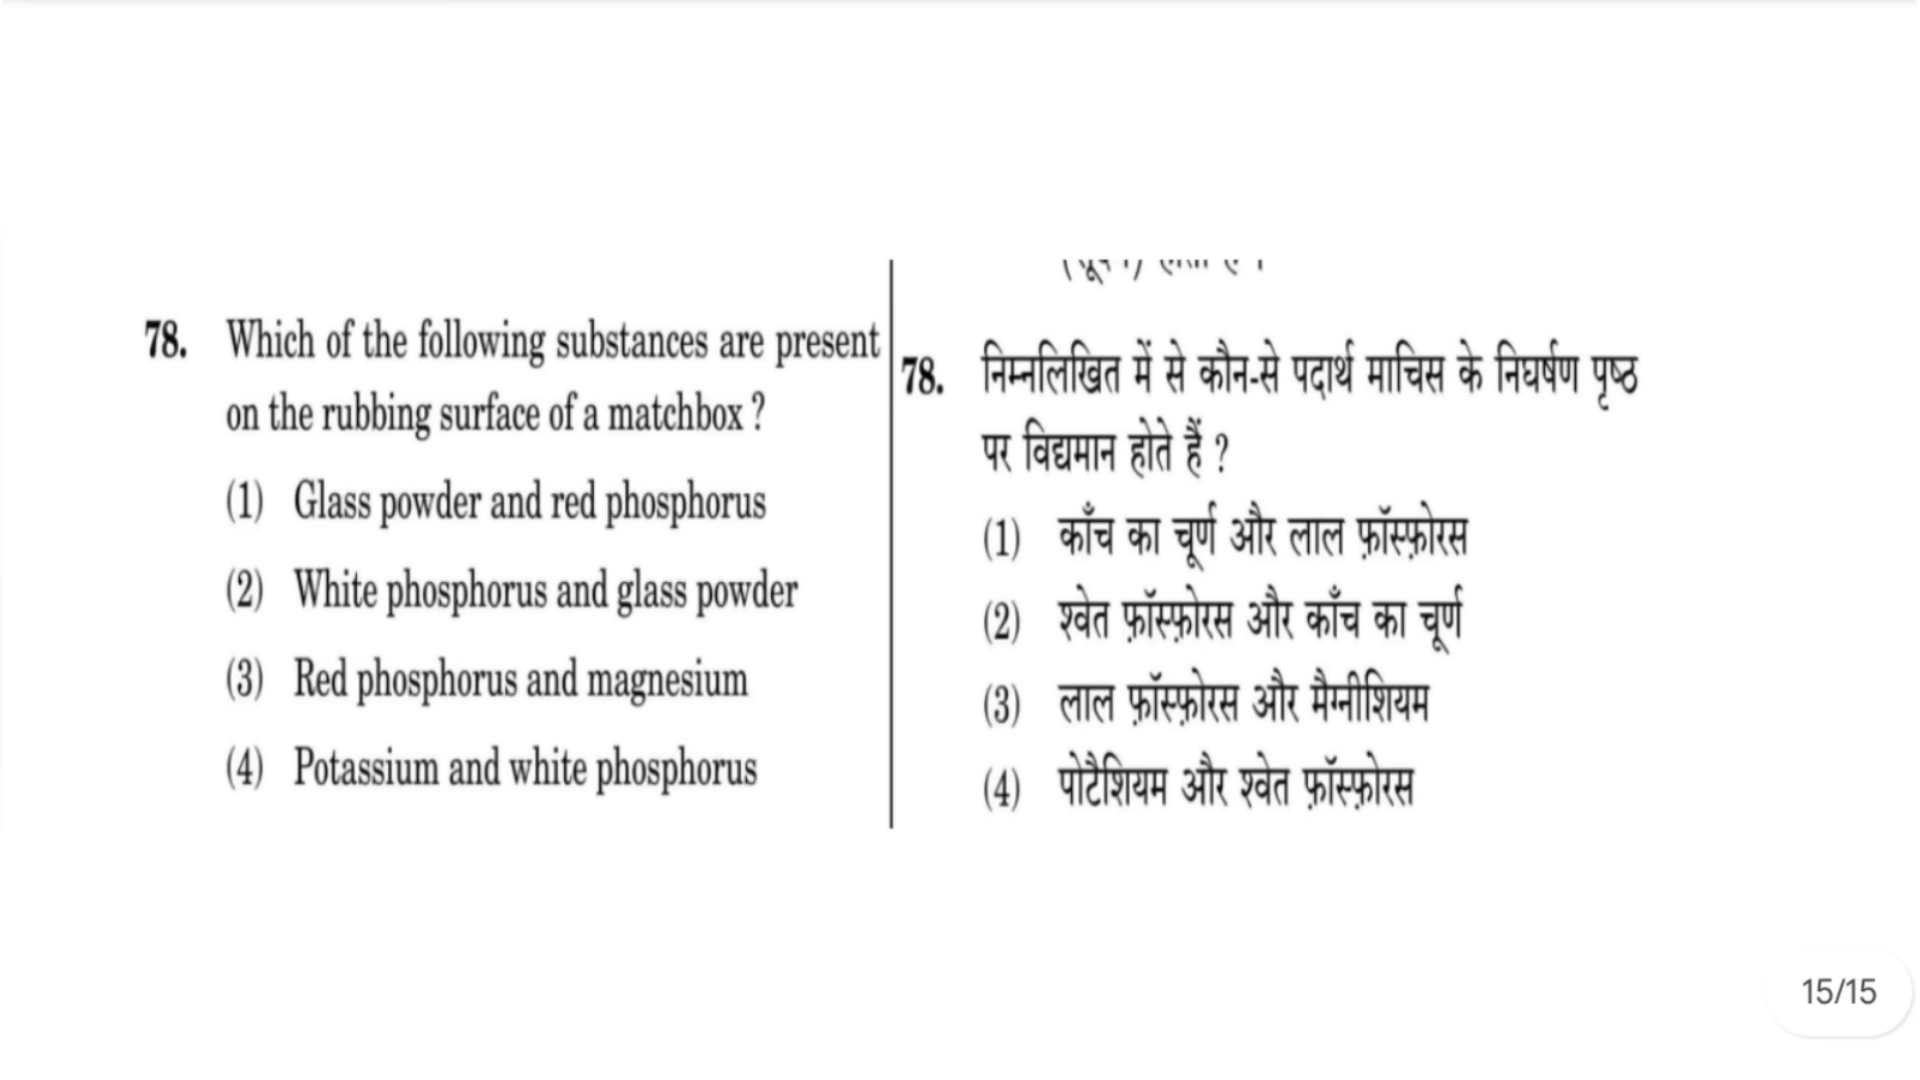 78. Which of the following substances are present
on the rubbing surface of a matchbox ?
(1) Glass powder and red phosphorus
(2) White phosphorus and glass powder
(3) Red phosphorus and magnesium
(4) Potassium and white phosphorus
78. निम्नलिखित में से कौन-से पदार्थ माचिस के निघर्षण पृष्ठ
पर विद्यमान होते हैं ?
(1) काँच का चूर्ण और लाल फ़ॉस्फ़ोरस
(2) श्वेत फ़ॉस्फ़ोरस और काँच का चूर्ण
(3) लाल फ़ॉस्फ़ोरस और मैग्नीशियम
(4) पोटैशियम और श्वेत फ़ॉस्फ़ोरस
15/15